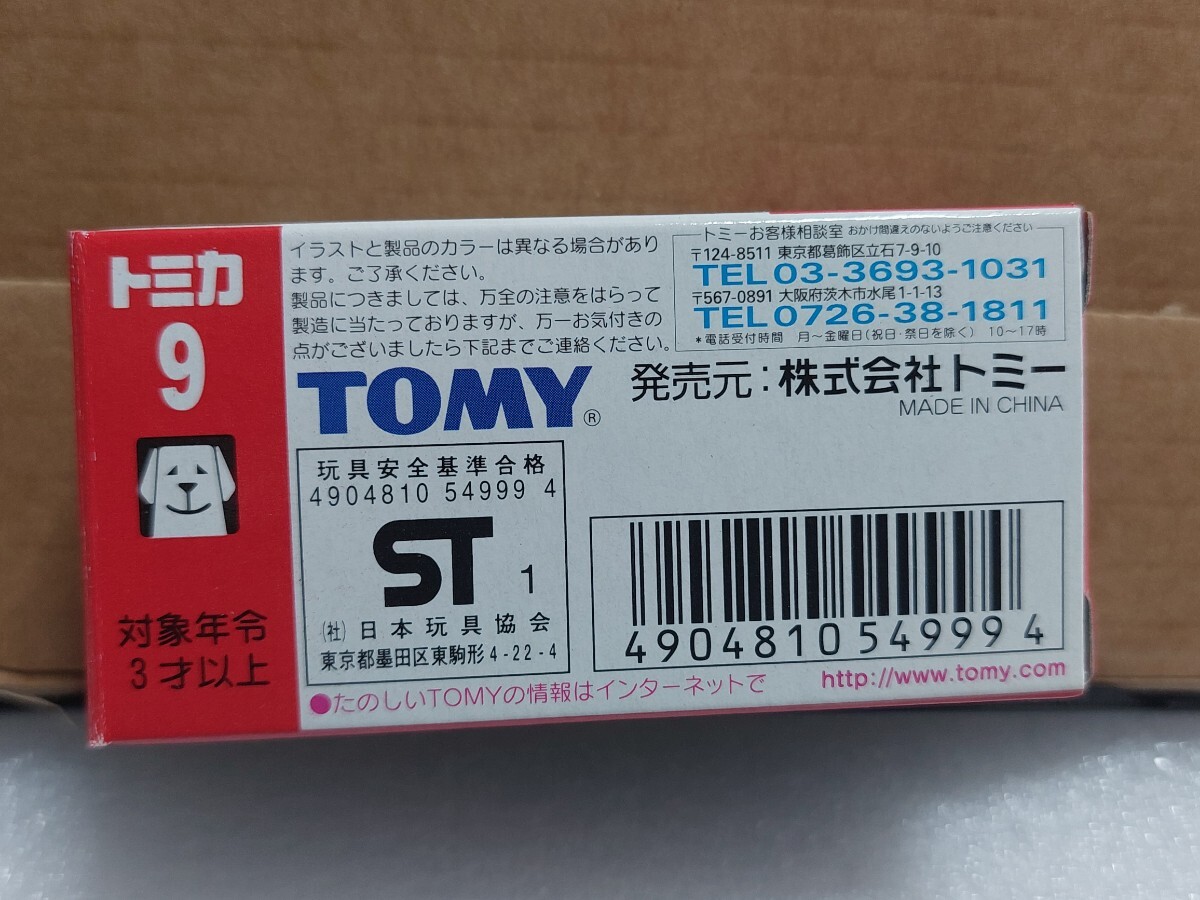 トミカ
9
対象年令
3才以上
イラストと製品のカラーは異なる場合があり
ます。ご了承ください。
製品につきましては、万全の注意をはらって
製造に当たっておりますが、万一お気付きの
点がございましたら下記までご連絡ください。
トミーお客様相談室 おかけ間違えのないようご注意ください
〒124-8511 東京都葛飾区立石7-9-10
TEL 03-3693-1031
〒567-0891 大阪府茨木市水尾1-1-13
TEL 0726-38-1811
*電話受付時間 月~金曜日(祝日・祭日を除く) 10~17時
TOMY®
発売元:株式会社トミー
MADE IN CHINA
玩具安全基準合格
4904810 54999 4
ST 1
(社)日本玩具協会
東京都墨田区東駒形4-22-4
4904810549994
●たのしいTOMYの情報はインターネットで
http://www.tomy.com